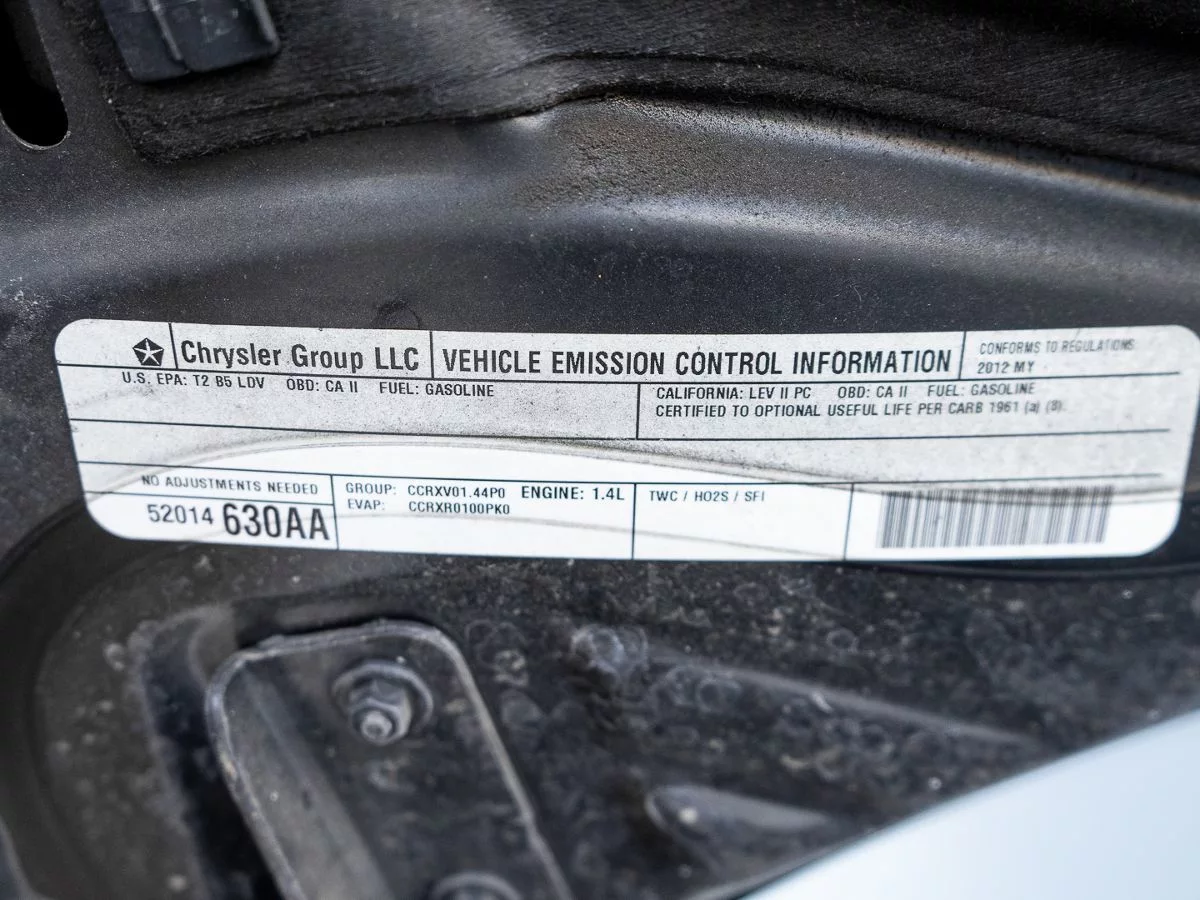 Chrysler Group LLC
VEHICLE EMISSION CONTROL INFORMATION
CONFORMS TO REGULATIONS
2012 MY
U.S. EPA: T2 B5 LDV OBD: CA II FUEL: GASOLINE
CALIFORNIA: LEV II PC OBD: CA II FUEL: GASOLINE
CERTIFIED TO OPTIONAL USEFUL LIFE PER CARB 1961 (a) (8).
NO ADJUSTMENTS NEEDED
52014 630AA
GROUP: CCRXV01.44P0 ENGINE: 1.4L
EVAP: CCRXR0100PK0
TWC / HO2S / SFI